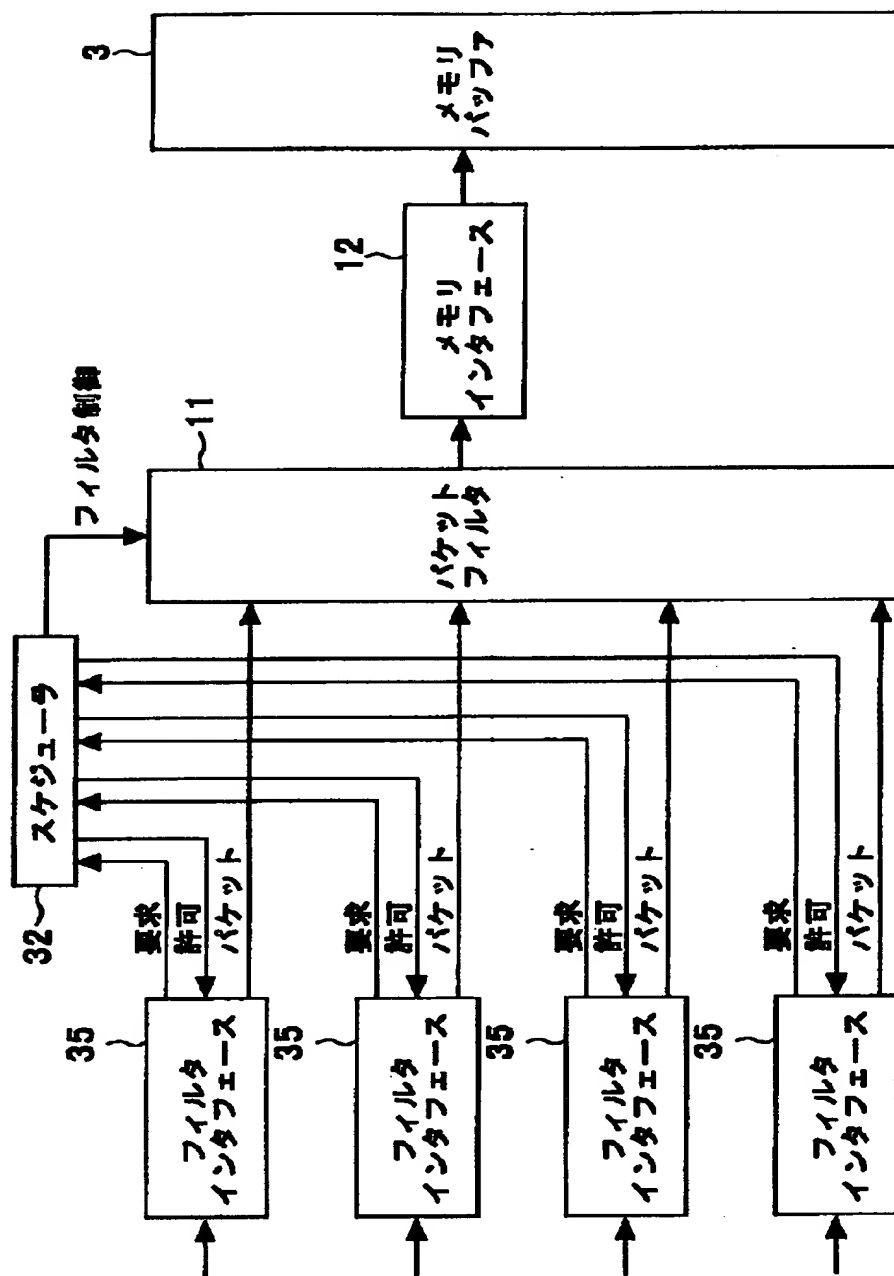 スケジューラ
32
フィルタ制御
35
フィルタ
インタフェース
要求
許可
パケット
35
フィルタ
インタフェース
要求
許可
パケット
35
フィルタ
インタフェース
要求
許可
パケット
35
フィルタ
インタフェース
要求
許可
パケット
11
パケット
フィルタ
12
メモリ
インタフェース
3
メモリ
バッファ